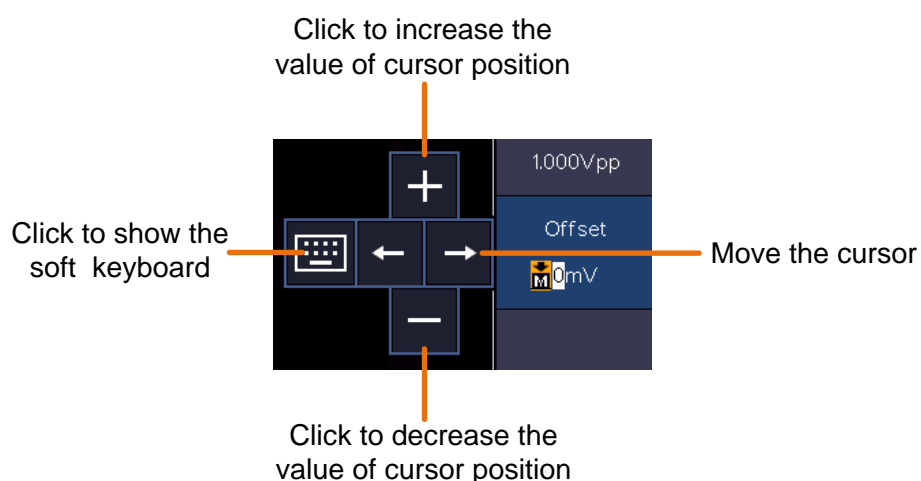 Click to increase the
value of cursor position
1.000Vpp
Offset
M 0mV
Click to show the
soft keyboard
Move the cursor
Click to decrease the
value of cursor position